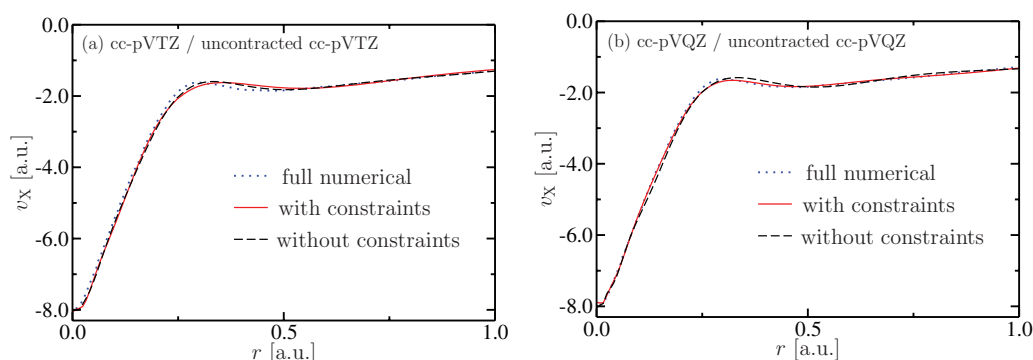 (a) cc-pVTZ / uncontracted cc-pVTZ
0.0
-2.0
-4.0
-6.0
-8.0
vX [a.u.]
full numerical
with constraints
without constraints
0.0
0.5
1.0
r [a.u.]
(b) cc-pVQZ / uncontracted cc-pVQZ
0.0
-2.0
-4.0
-6.0
-8.0
vX [a.u.]
full numerical
with constraints
without constraints
0.0
0.5
1.0
r [a.u.]